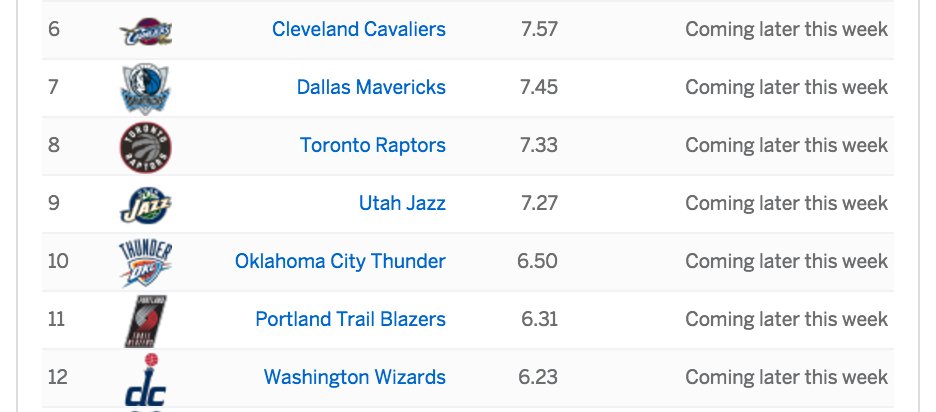 6 CAVALIERS Cleveland Cavaliers 7.57 Coming later this week
7 Dallas Mavericks 7.45 Coming later this week
8 TORONTO RAPTORS Toronto Raptors 7.33 Coming later this week
9 JAZZ Utah Jazz 7.27 Coming later this week
10 THUNDER OKC Oklahoma City Thunder 6.50 Coming later this week
11 PORTLAND TRAIL BLAZERS Portland Trail Blazers 6.31 Coming later this week
12 dc Washington Wizards 6.23 Coming later this week